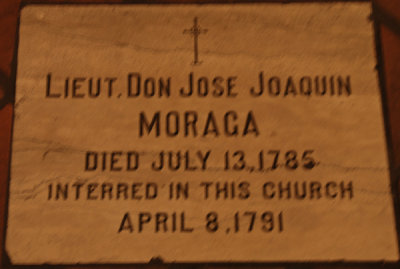 LIEUT. DON JOSE JOAQUIN
MORAGA
DIED JULY 13, 1785
INTERRED IN THIS CHURCH
APRIL 8, 1791